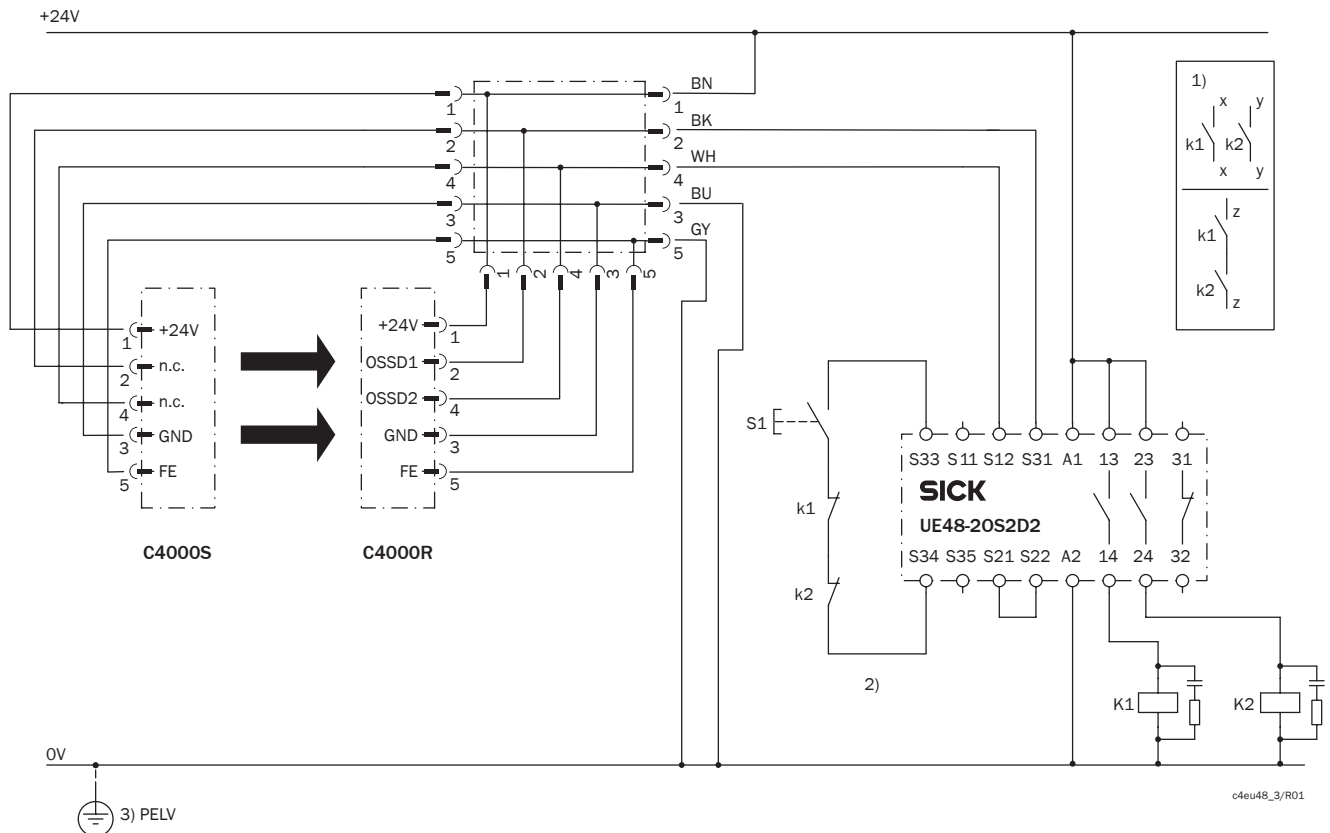 +24V
BN
1
1
BK
2
2
WH
4
4
BU
3
3
GY
5
5
1 2 4 3 5
1)
x y
k1 k2
x y
z
k1
k2
z
+24V
1
n.c.
2
n.c.
4
GND
3
FE
5
C4000S
+24V
1
OSSD1
2
OSSD2
4
GND
3
FE
5
C4000R
S1
k1
k2
2)
S33 S11 S12 S31 A1 13 23 31
SICK
UE48-20S2D2
S34 S35 S21 S22 A2 14 24 32
K1
K2
0V
3) PELV
c4eu48_3/R01